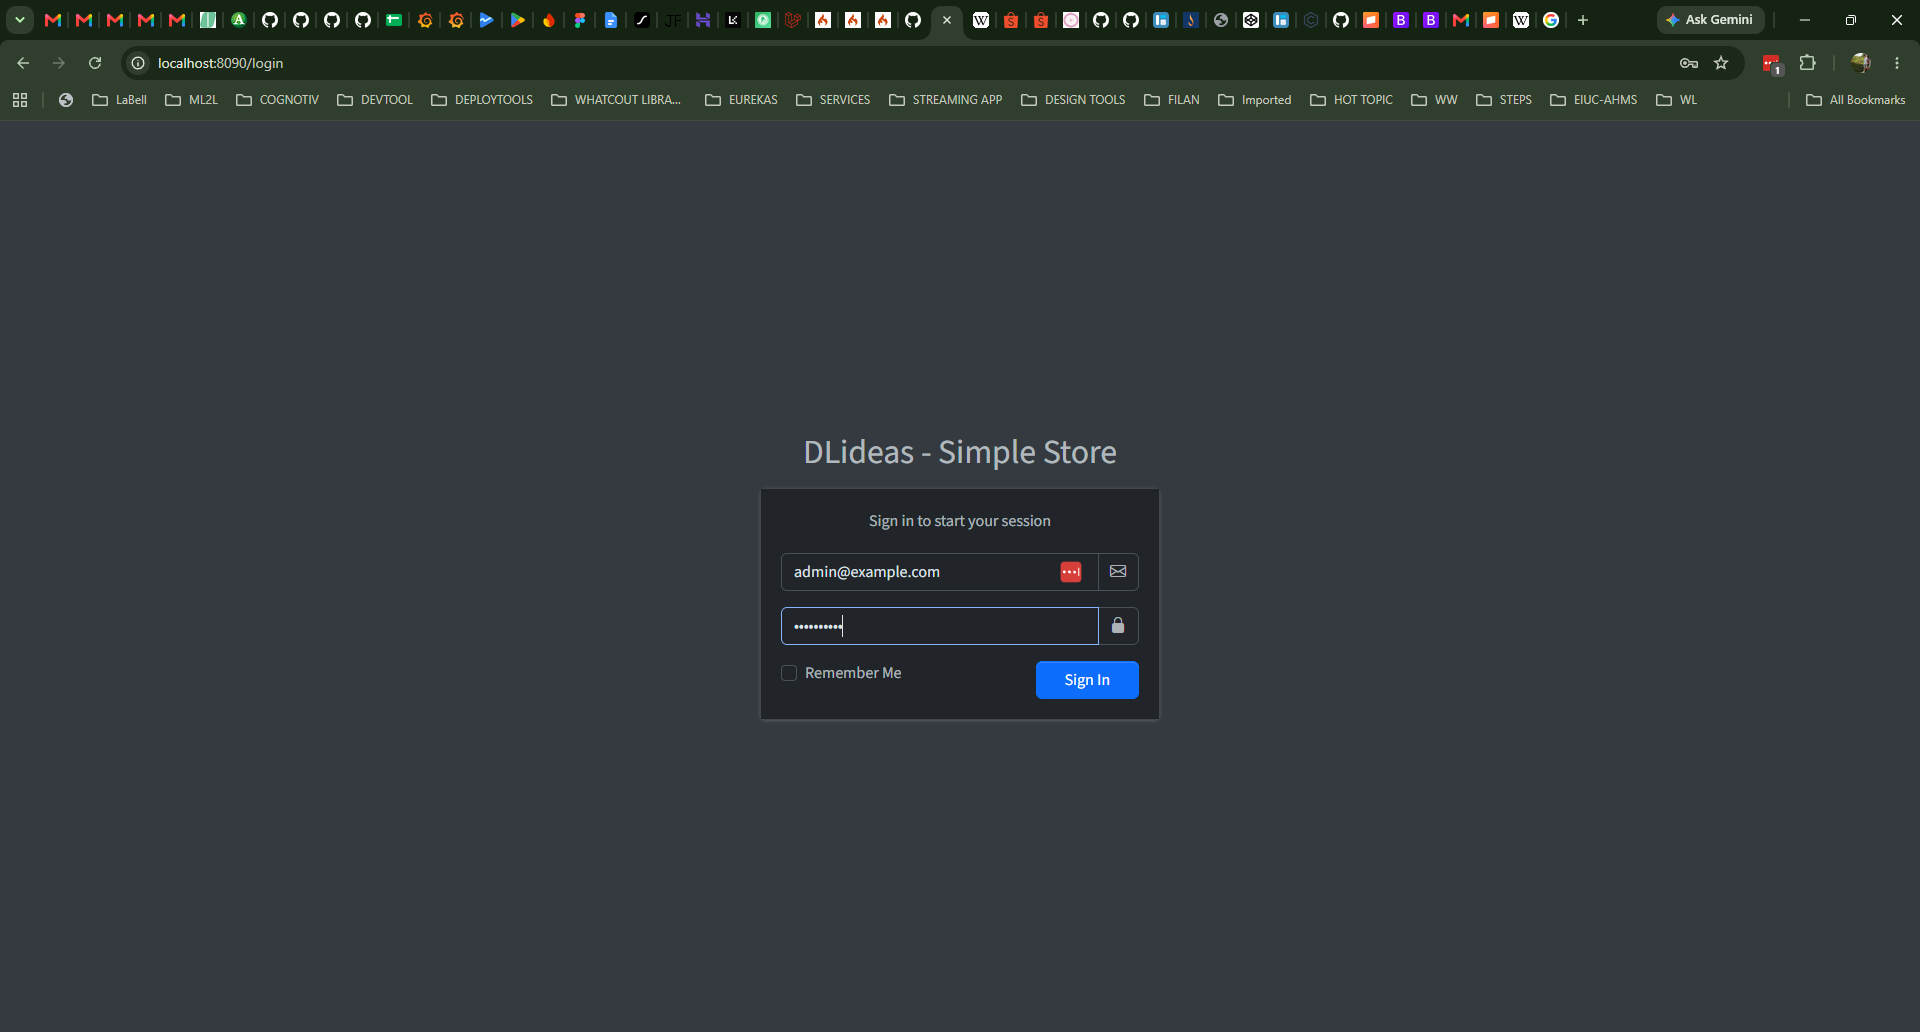 Ask Gemini
localhost:8090/login
1
LaBell
ML2L
COGNOTIV
DEVTOOL
DEPLOYTOOLS
WHATCOUT LIBRA...
EUREKAS
SERVICES
STREAMING APP
DESIGN TOOLS
FILAN
Imported
HOT TOPIC
WW
STEPS
EIUC-AHMS
WL
All Bookmarks
DLideas - Simple Store
Sign in to start your session
admin@example.com
••••••••••
Remember Me
Sign In